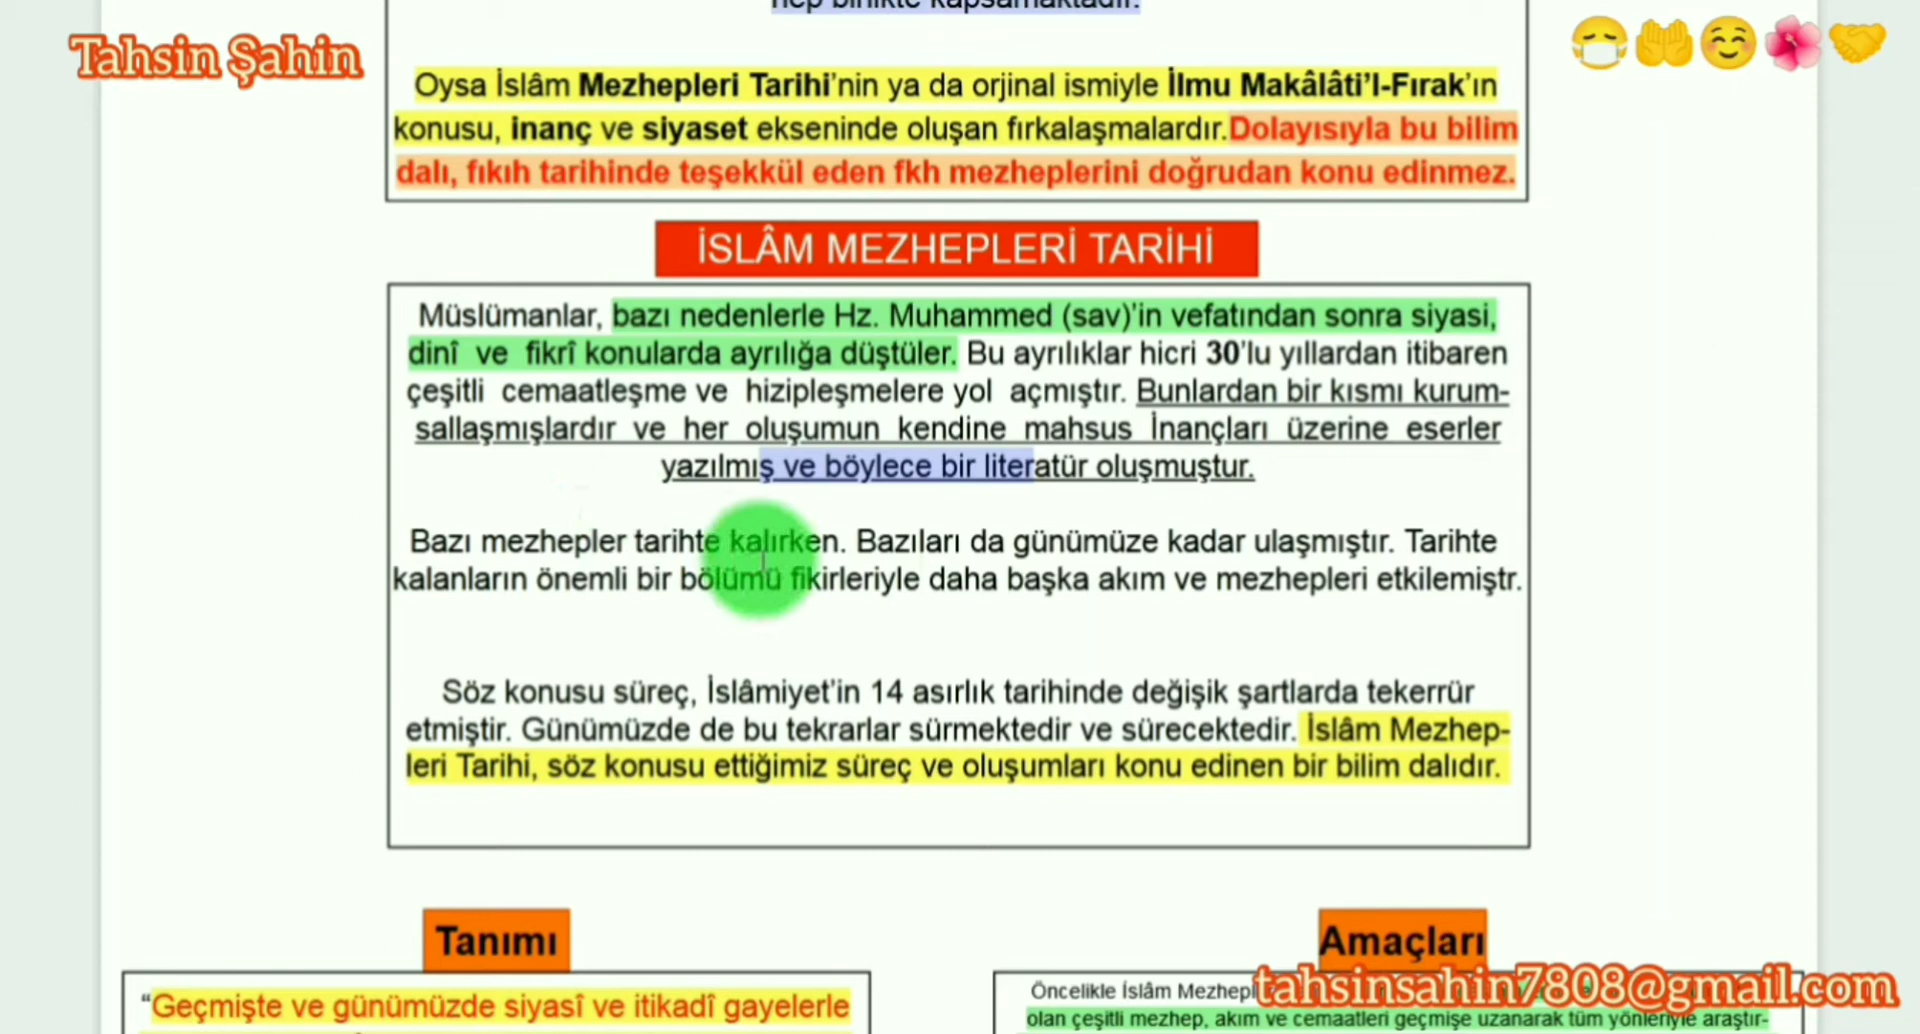 hep birlikte kapsamaktadır.
Tahsin Şahin
Oysa İslâm Mezhepleri Tarihi’nin ya da orjinal ismiyle İlmu Makâlâti’l-Fırak’ın
konusu, inanç ve siyaset ekseninde oluşan fırkalaşmalardır.Dolayısıyla bu bilim
dalı, fıkıh tarihinde teşekkül eden fkh mezheplerini doğrudan konu edinmez.
İSLÂM MEZHEPLERİ TARİHİ
Müslümanlar, bazı nedenlerle Hz. Muhammed (sav)’in vefatından sonra siyasi,
dinî ve fikrî konularda ayrılığa düştüler. Bu ayrılıklar hicri 30’lu yıllardan itibaren
çeşitli cemaatleşme ve hizipleşmelere yol açmıştır. Bunlardan bir kısmı kurum-
sallaşmışlardır ve her oluşumun kendine mahsus İnançları üzerine eserler
yazılmış ve böylece bir literatür oluşmuştur.
Bazı mezhepler tarihte kalırken. Bazıları da günümüze kadar ulaşmıştır. Tarihte
kalanların önemli bir bölümü fikirleriyle daha başka akım ve mezhepleri etkilemiştr.
Söz konusu süreç, İslâmiyet’in 14 asırlık tarihinde değişik şartlarda tekerrür
etmiştir. Günümüzde de bu tekrarlar sürmektedir ve sürecektedir. İslâm Mezhep-
leri Tarihi, söz konusu ettiğimiz süreç ve oluşumları konu edinen bir bilim dalıdır.
Tanımı
“Geçmişte ve günümüzde siyasî ve itikadî gayelerle
Amaçları
Öncelikle İslâm
tahsinsahin7808@gmail.com
olan çeşitli mezhep, akım ve cemaatleri geçmişe uzanarak tüm yönleriyle araştır-